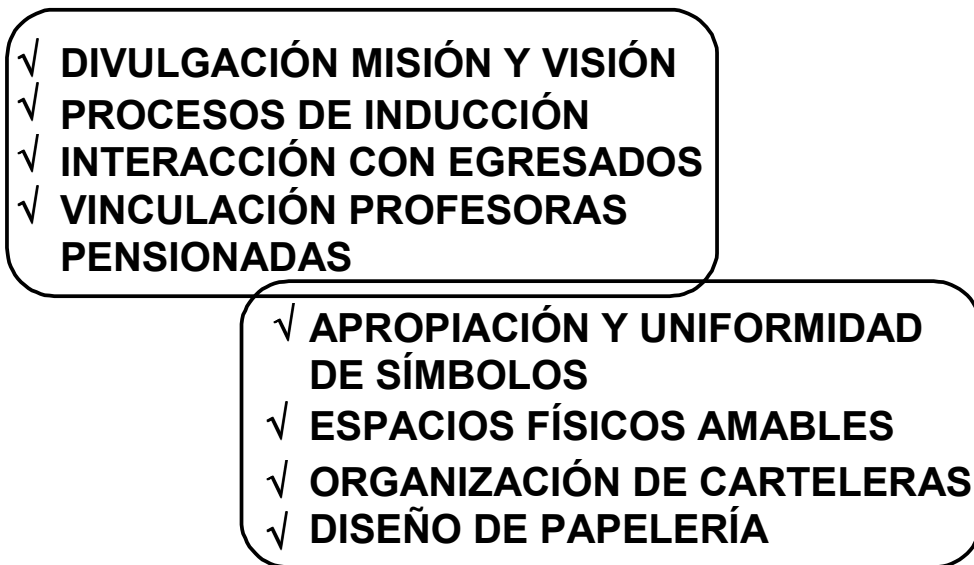 √ DIVULGACIÓN MISIÓN Y VISIÓN
√ PROCESOS DE INDUCCIÓN
√ INTERACCIÓN CON EGRESADOS
√ VINCULACIÓN PROFESORAS
PENSIONADAS
√ APROPIACIÓN Y UNIFORMIDAD
DE SÍMBOLOS
√ ESPACIOS FÍSICOS AMABLES
√ ORGANIZACIÓN DE CARTELERAS
√ DISEÑO DE PAPELERÍA